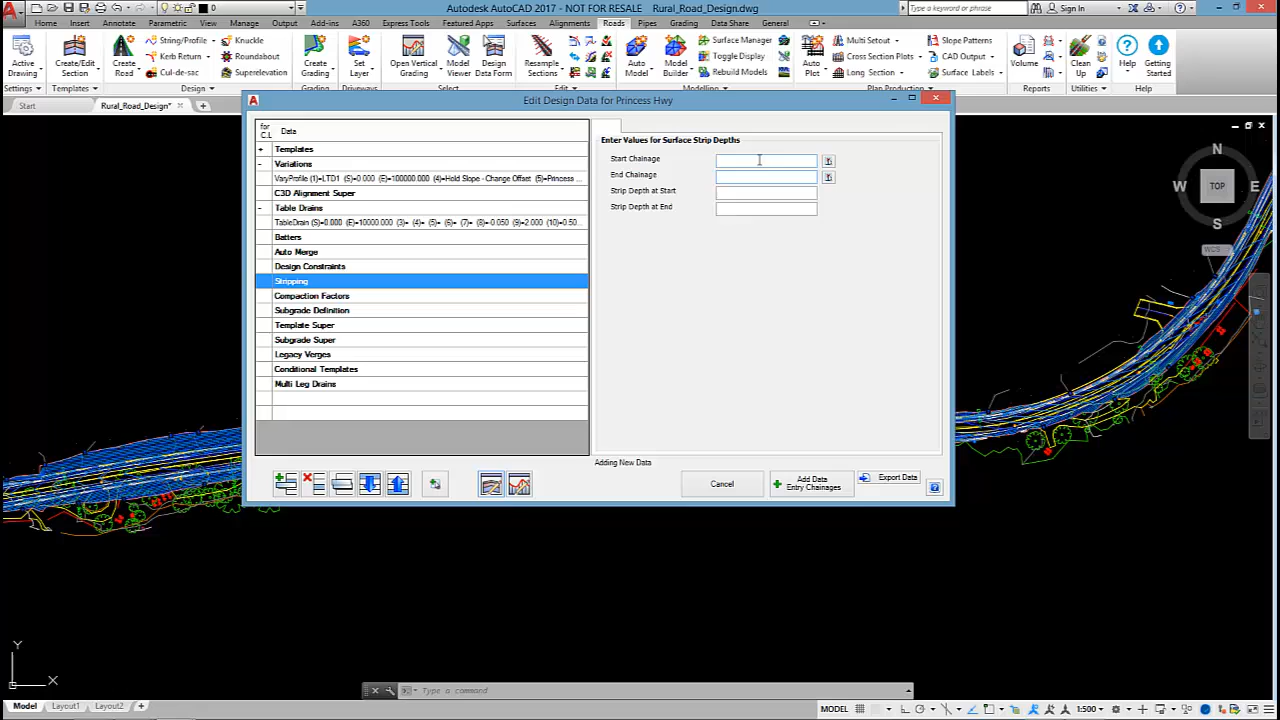 Autodesk AutoCAD 2017 - NOT FOR RESALE Rural_Road_Design.dwg
Type a keyword or phrase
Sign In
0
Home Insert Annotate Parametric View Manage Output Add-ins A360 Express Tools Featured Apps Surfaces Alignments Roads Pipes Grading Data Share General
Active Drawing
Create/Edit Section
Create Road
String/Profile
Kerb Return
Cul-de-sac
Knuckle
Roundabout
Superelevation
Create Grading
Set Layer
Open Vertical Grading
Model Viewer
Design Data Form
Resample Sections
Auto Model
Model Builder
Surface Manager
Toggle Display
Rebuild Models
Auto Plot
Multi Setout
Cross Section Plots
Long Section
Slope Patterns
CAD Output
Surface Labels
Volume
Clean Up
Help
Getting Started
Settings Templates Design Grading Driveways Select Edit Modelling Plan Production Reports Help
Start Rural_Road_Design*
Edit Design Data for Princess Hwy
for C.L Data
+ Templates
- Variations
VaryProfile (1)=LTD1 (S)=0.000 (E)=100000.000 (4)=Hold Slope - Change Offset (5)=Princess ...
C3D Alignment Super
- Table Drains
TableDrain (S)=0.000 (E)=10000.000 (3)= (4)= (5)= (6)= (7)= (8)=-0.050 (9)=2.000 (10)=0.50...
Batters
Auto Merge
Design Constraints
Stripping
Compaction Factors
Subgrade Definition
Template Super
Subgrade Super
Legacy Verges
Conditional Templates
Multi Leg Drains
Enter Values for Surface Strip Depths
Start Chainage
End Chainage
Strip Depth at Start
Strip Depth at End
Adding New Data
Cancel
Add Data Entry Chainages
Export Data
N
W TOP E
S
WCS
Y
X
Type a command
Model Layout1 Layout2 +
MODEL
1:500